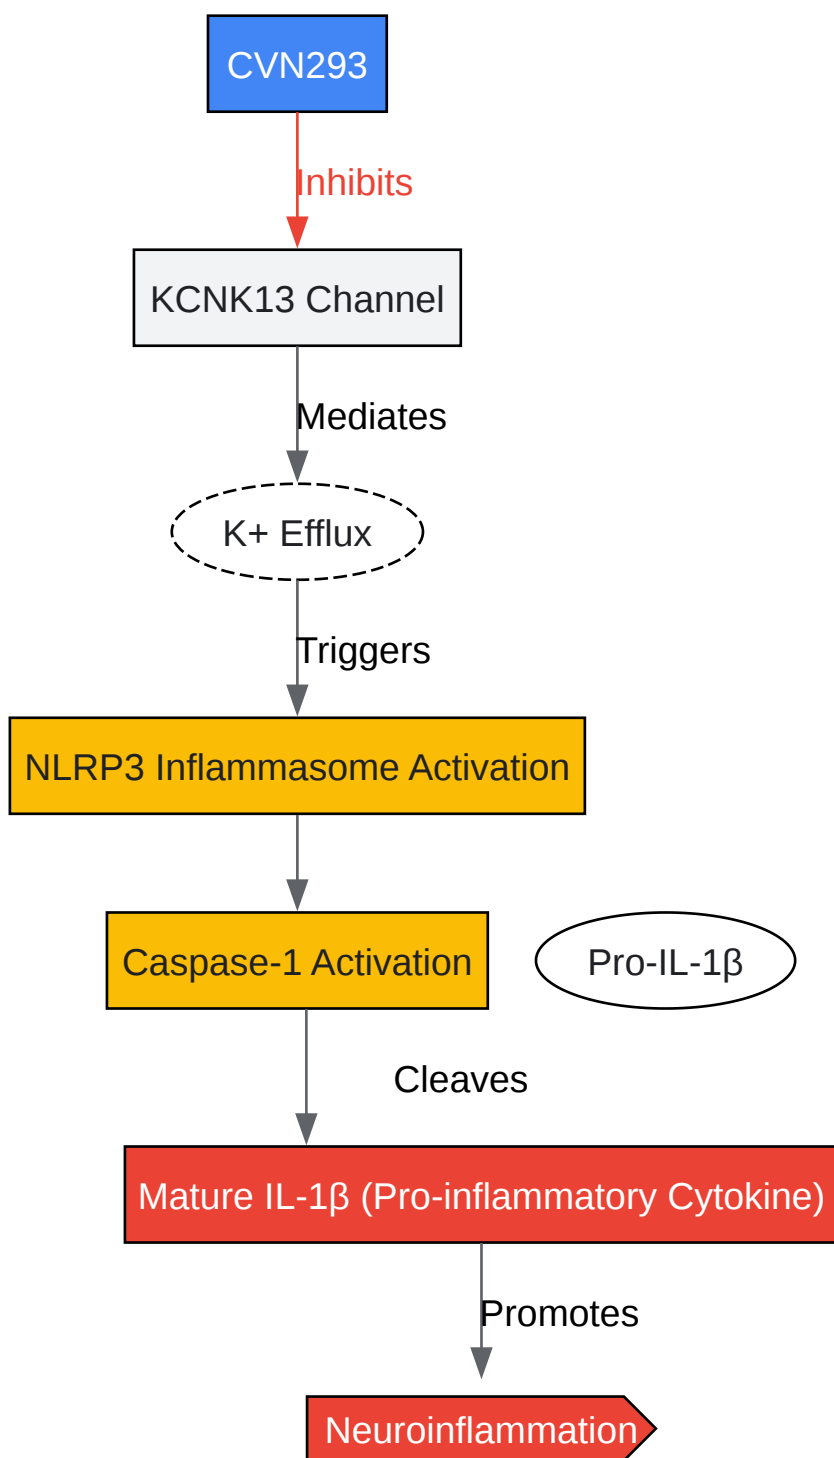 CVN293
Inhibits
KCNK13 Channel
Mediates
K+ Efflux
Triggers
NLRP3 Inflammasome Activation
Caspase-1 Activation
Pro-IL-1β
Cleaves
Mature IL-1β (Pro-inflammatory Cytokine)
Promotes
Neuroinflammation